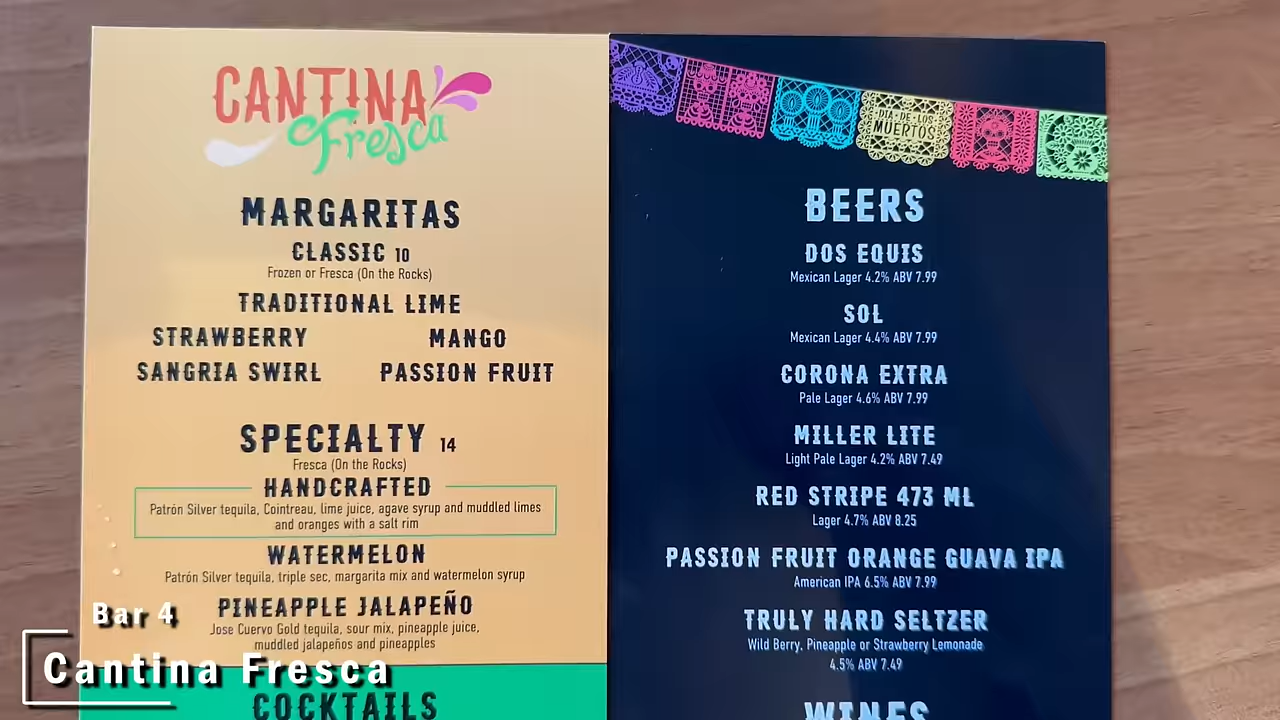 CANTINA
Fresca
MARGARITAS
CLASSIC 10
Frozen or Fresca (On the Rocks)
TRADITIONAL LIME
STRAWBERRY MANGO
SANGRIA SWIRL PASSION FRUIT
SPECIALTY 14
Fresca (On the Rocks)
HANDCRAFTED
Patrón Silver tequila, Cointreau, lime juice, agave syrup and muddled limes
and oranges with a salt rim
WATERMELON
Patrón Silver tequila, triple sec, margarita mix and watermelon syrup
PINEAPPLE JALAPEÑO
Jose Cuervo Gold tequila, sour mix, pineapple juice,
muddled jalapeños and pineapples
COCKTAILS
DIA·DE·LOS
MUERTOS
BEERS
DOS EQUIS
Mexican Lager 4.2% ABV 7.99
SOL
Mexican Lager 4.4% ABV 7.99
CORONA EXTRA
Pale Lager 4.6% ABV 7.99
MILLER LITE
Light Pale Lager 4.2% ABV 7.49
RED STRIPE 473 ML
Lager 4.7% ABV 8.25
PASSION FRUIT ORANGE GUAVA IPA
American IPA 6.5% ABV 7.99
TRULY HARD SELTZER
Wild Berry, Pineapple or Strawberry Lemonade
4.5% ABV 7.49
WINES
Bar 4
Cantina Fresca